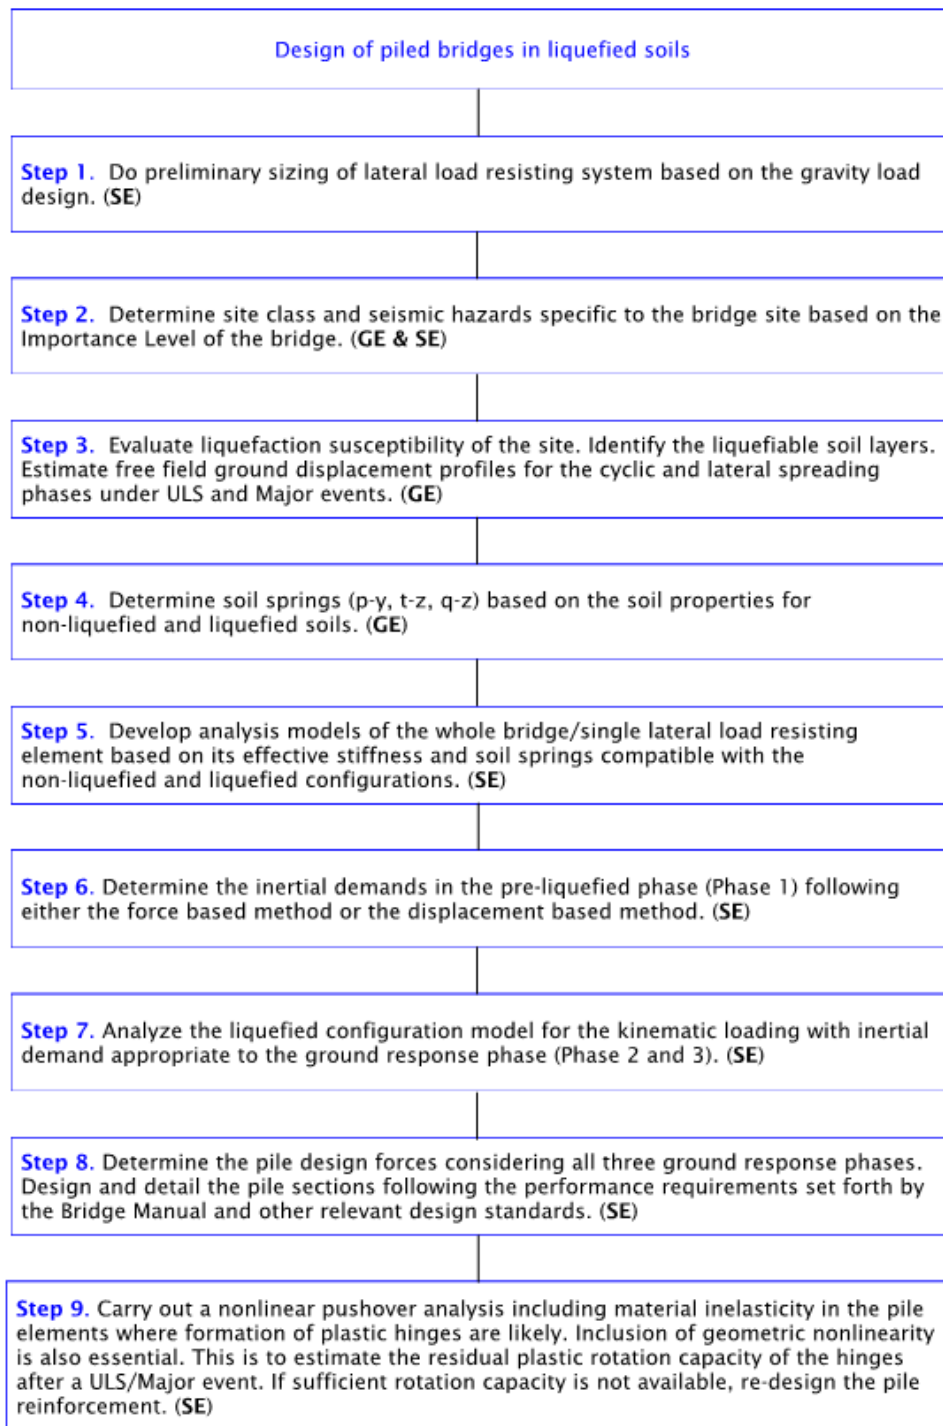 Design of piled bridges in liquefied soils
Step 1. Do preliminary sizing of lateral load resisting system based on the gravity load
design. (SE)
Step 2. Determine site class and seismic hazards specific to the bridge site based on the
Importance Level of the bridge. (GE & SE)
Step 3. Evaluate liquefaction susceptibility of the site. Identify the liquefiable soil layers.
Estimate free field ground displacement profiles for the cyclic and lateral spreading
phases under ULS and Major events. (GE)
Step 4. Determine soil springs (p-y, t-z, q-z) based on the soil properties for
non-liquefied and liquefied soils. (GE)
Step 5. Develop analysis models of the whole bridge/single lateral load resisting
element based on its effective stiffness and soil springs compatible with the
non-liquefied and liquefied configurations. (SE)
Step 6. Determine the inertial demands in the pre-liquefied phase (Phase 1) following
either the force based method or the displacement based method. (SE)
Step 7. Analyze the liquefied configuration model for the kinematic loading with inertial
demand appropriate to the ground response phase (Phase 2 and 3). (SE)
Step 8. Determine the pile design forces considering all three ground response phases.
Design and detail the pile sections following the performance requirements set forth by
the Bridge Manual and other relevant design standards. (SE)
Step 9. Carry out a nonlinear pushover analysis including material inelasticity in the pile
elements where formation of plastic hinges are likely. Inclusion of geometric nonlinearity
is also essential. This is to estimate the residual plastic rotation capacity of the hinges
after a ULS/Major event. If sufficient rotation capacity is not available, re-design the pile
reinforcement. (SE)